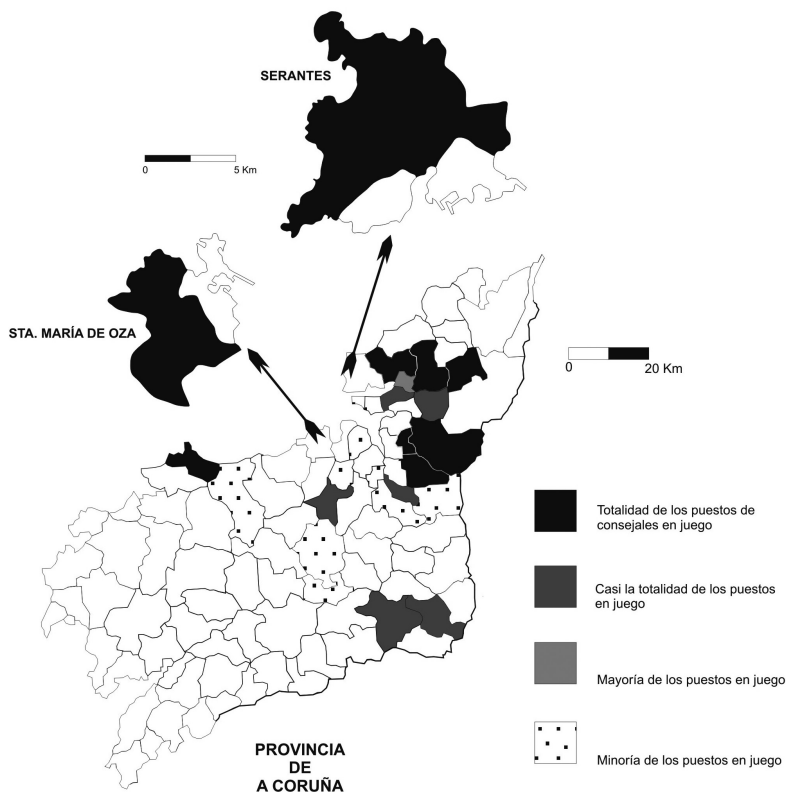 SERANTES
0 5 Km
STA. MARÍA DE OZA
0 20 Km
Totalidad de los puestos de
consejales en juego
Casi la totalidad de los puestos
en juego
Mayoría de los puestos en juego
Minoría de los puestos en juego
PROVINCIA
DE
A CORUÑA